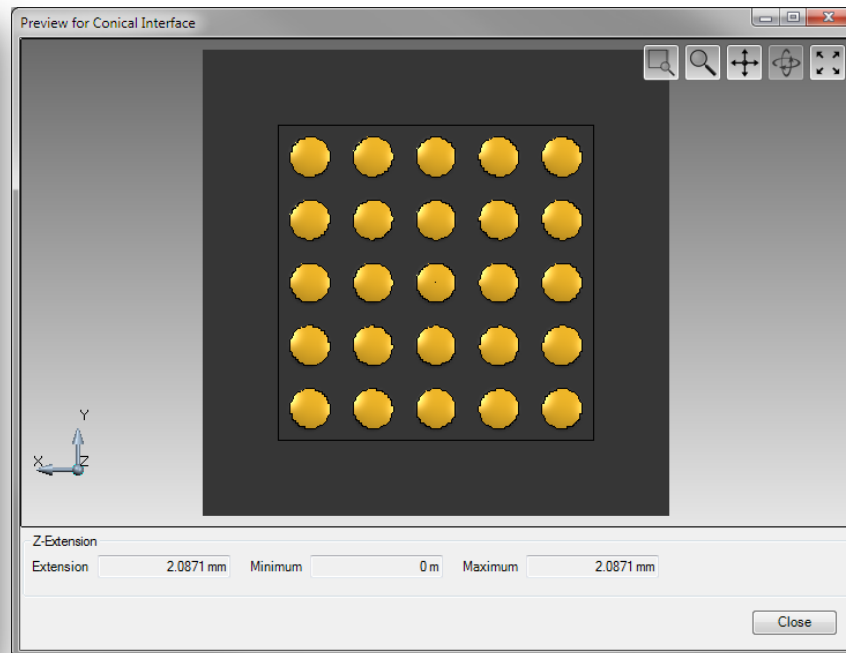 Preview for Conical Interface
Y
X
Z
Z-Extension
Extension 2.0871 mm Minimum 0 m Maximum 2.0871 mm
Close